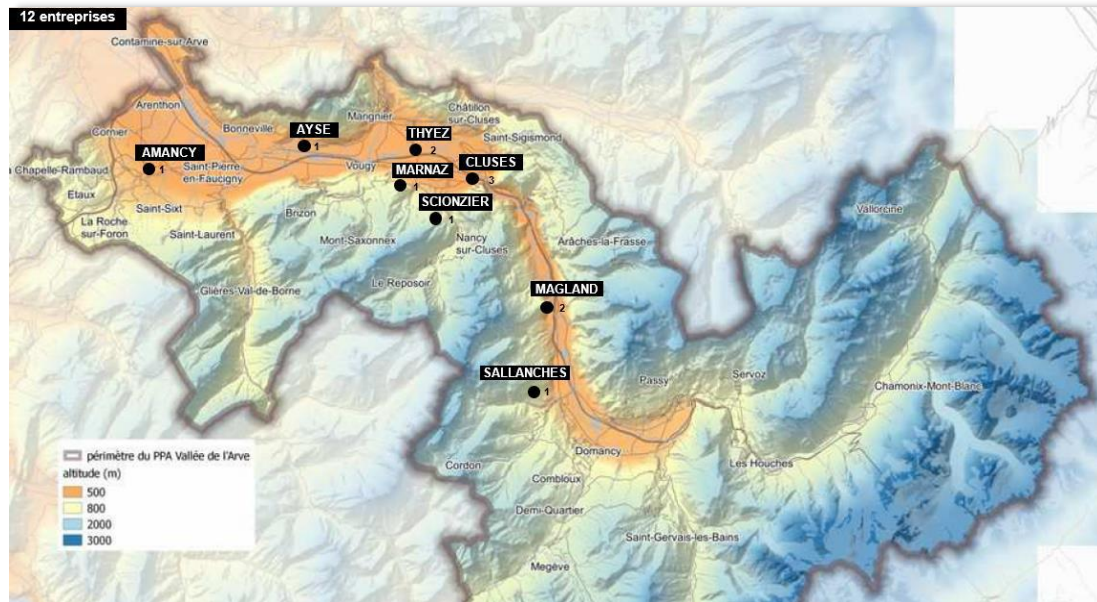 12 entreprises
Contamine-sur-Arve
Arenthon
Cornier
Bonneville
AYSE
1
Marignier
THYEZ
2
Châtillon
sur-Cluses
Saint-Sigismond
AMANCY
1
La Chapelle-Rambaud
Saint-Pierre
en-Faucigny
Vougy
MARNAZ
1
CLUSES
3
SCIONZIER
1
Etaux
La Roche
sur-Foron
Saint-Sixt
Saint-Laurent
Brizon
Mont-Saxonnex
Nancy
sur-Cluses
Arâches-la-Frasse
Vallorcine
Le Reposoir
Glières-Val-de-Borne
MAGLAND
2
SALLANCHES
1
Passy
Servoz
Chamonix-Mont-Blanc
Domancy
Les Houches
Cordon
Combloux
Demi-Quartier
Saint-Gervais-les-Bains
Megève
périmètre du PPA Vallée de l'Arve
altitude (m)
500
800
2000
3000